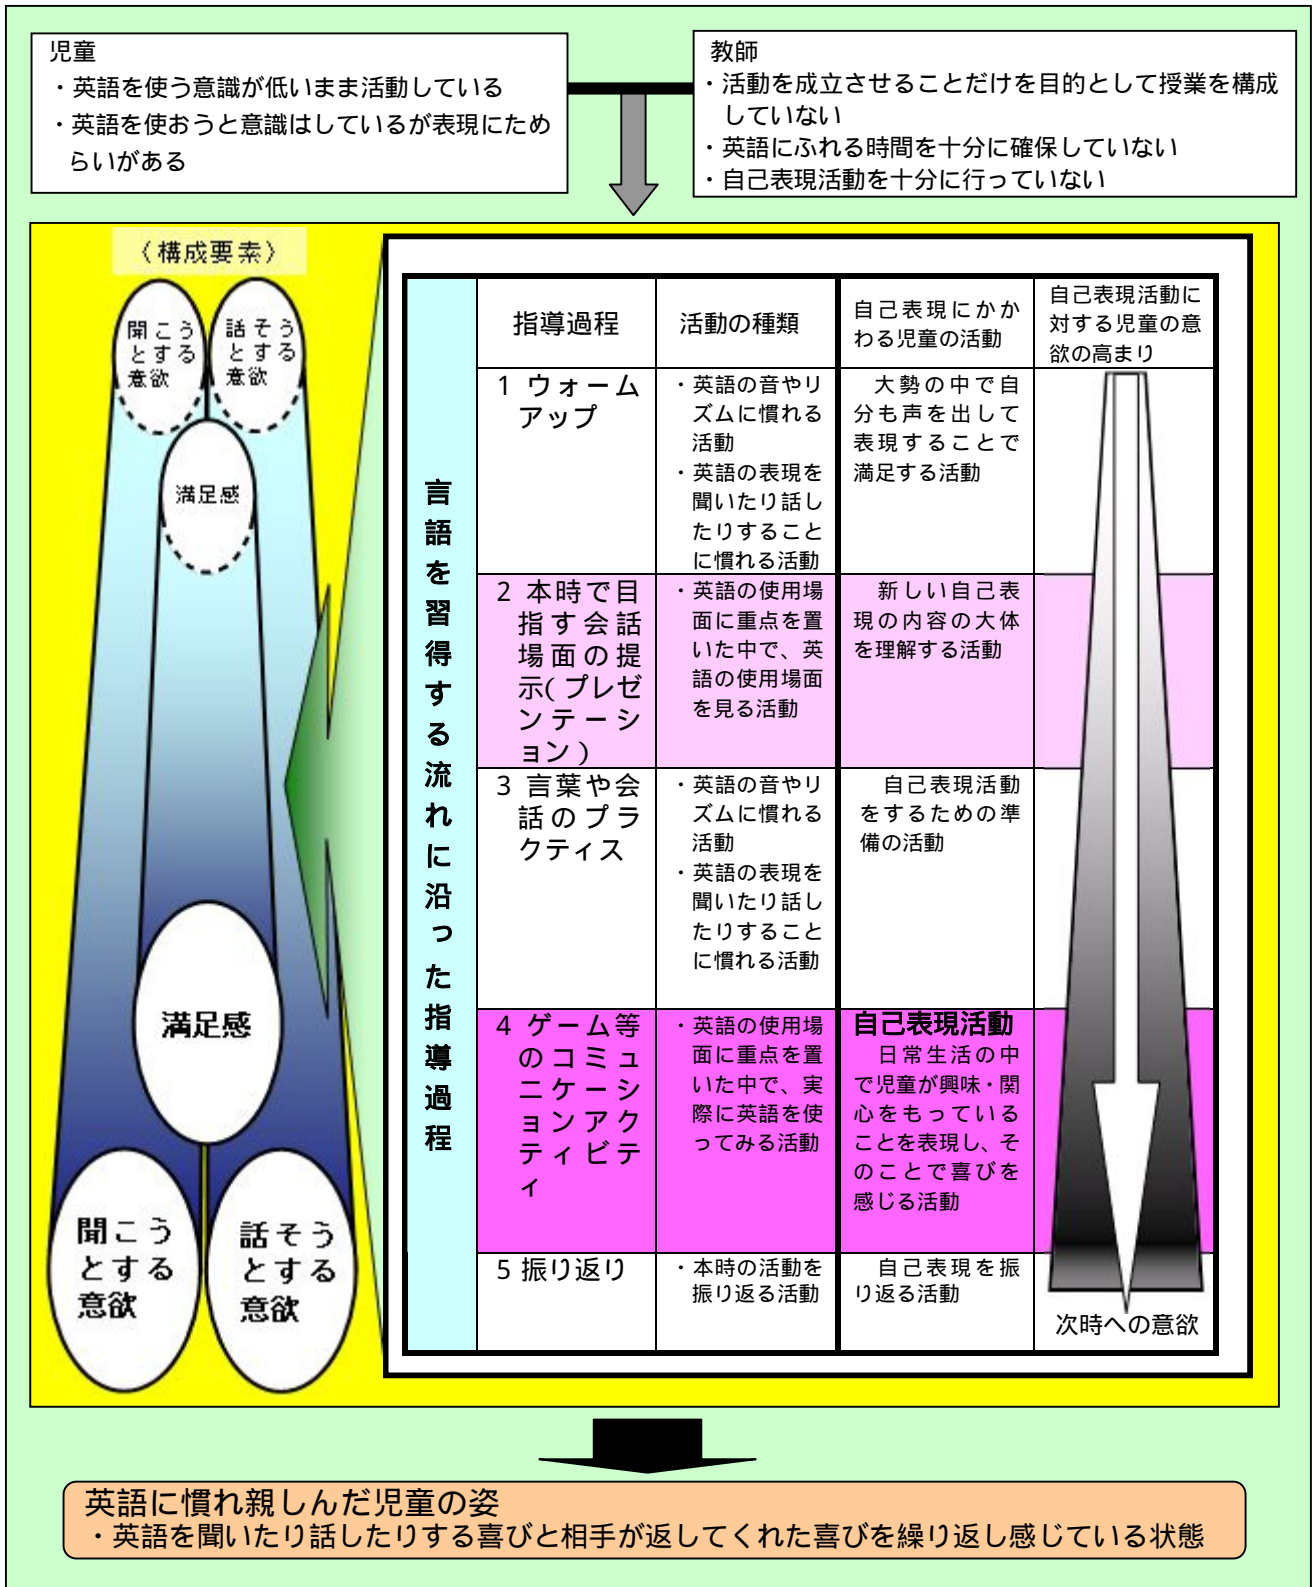 児童
・英語を使う意識が低いまま活動している
・英語を使おうと意識はしているが表現にため
らいがある
教師
・活動を成立させることだけを目的として授業を構成
していない
・英語にふれる時間を十分に確保していない
・自己表現活動を十分に行っていない
〈構成要素〉
聞こう
とする
意欲
話そう
とする
意欲
満足感
満足感
聞こう
とする
意欲
話そう
とする
意欲
言語を習得する流れに沿った指導過程
指導過程
活動の種類
自己表現にかか
わる児童の活動
自己表現活動に
対する児童の意
欲の高まり
1 ウォーム
アップ
・英語の音やリ
ズムに慣れる
活動
・英語の表現を
聞いたり話し
たりすること
に慣れる活動
大勢の中で自
分も声を出して
表現することで
満足する活動
2 本時で目
指す会話
場面の提
示(プレゼ
ンテーシ
ョン)
・英語の使用場
面に重点を置
いた中で、英
語の使用場面
を見る活動
新しい自己表
現の内容の大体
を理解する活動
3 言葉や会
話のプラ
クティス
・英語の音やリ
ズムに慣れる
活動
・英語の表現を
聞いたり話し
たりすること
に慣れる活動
自己表現活動
をするための準
備の活動
4 ゲーム等
のコミュ
ニケーシ
ョンアク
ティビテ
ィ
・英語の使用場
面に重点を置
いた中で、実
際に英語を使
ってみる活動
自己表現活動
日常生活の中
で児童が興味・関
心をもっている
ことを表現し、そ
のことで喜びを
感じる活動
5 振り返り
・本時の活動を
振り返る活動
自己表現を振
り返る活動
次時への意欲
英語に慣れ親しんだ児童の姿
・英語を聞いたり話したりする喜びと相手が返してくれた喜びを繰り返し感じている状態